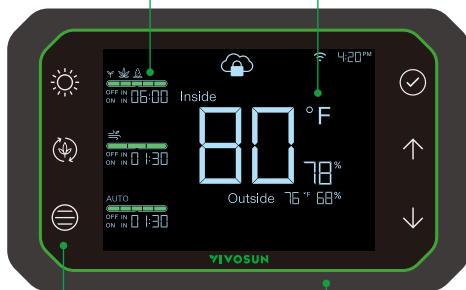 4:20PM
OFF IN
ON IN 06:00
Inside
80 °F
78%
OFF IN
ON IN 01:30
AUTO
OFF IN
ON IN 01:30
Outside 76 °F 68%
VIVOSUN